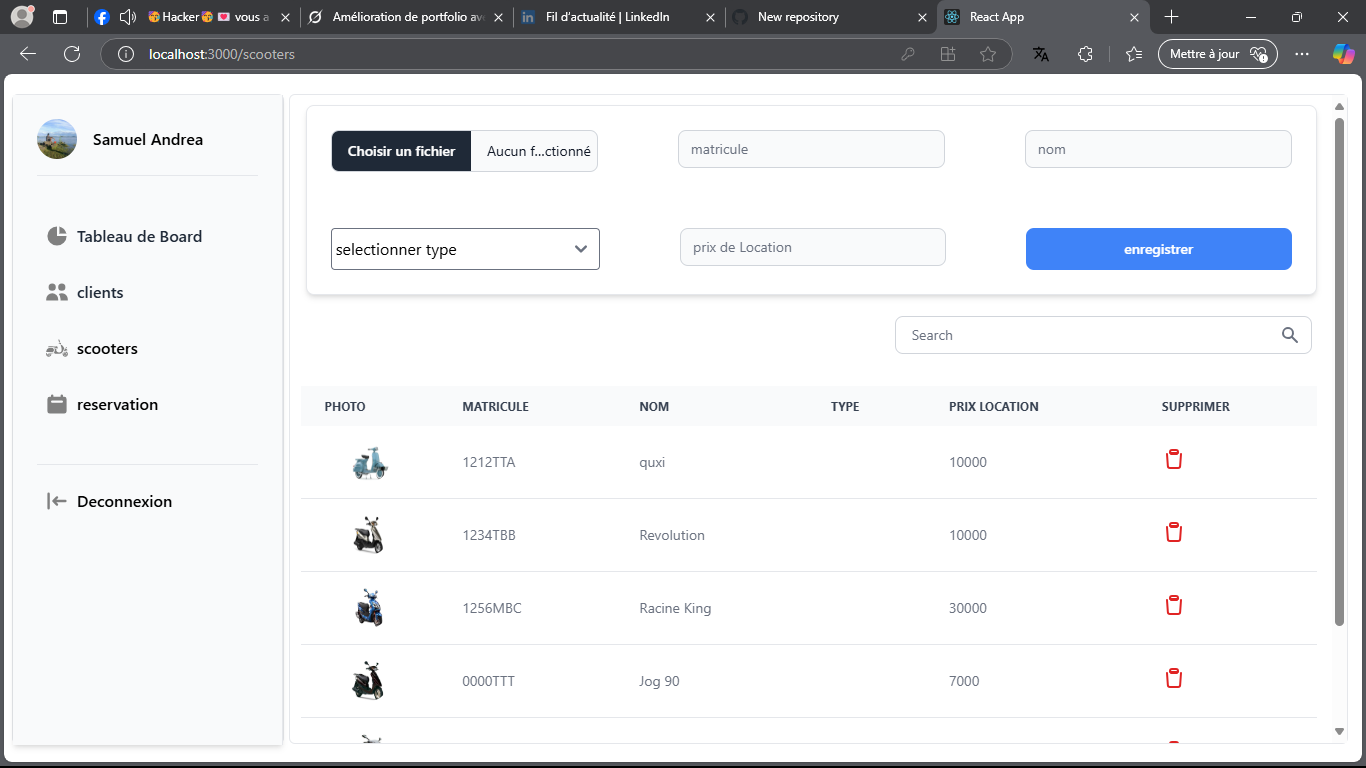 Hacker vous a
Amélioration de portfolio av
Fil d'actualité | LinkedIn
New repository
React App
localhost:3000/scooters
Mettre à jour
Samuel Andrea
Tableau de Board
clients
scooters
reservation
Deconnexion
Choisir un fichier Aucun f...ctionné
matricule
nom
selectionner type
prix de Location
enregistrer
Search
PHOTO MATRICULE NOM TYPE PRIX LOCATION SUPPRIMER
1212TTA quxi 10000
1234TBB Revolution 10000
1256MBC Racine King 30000
0000TTT Jog 90 7000